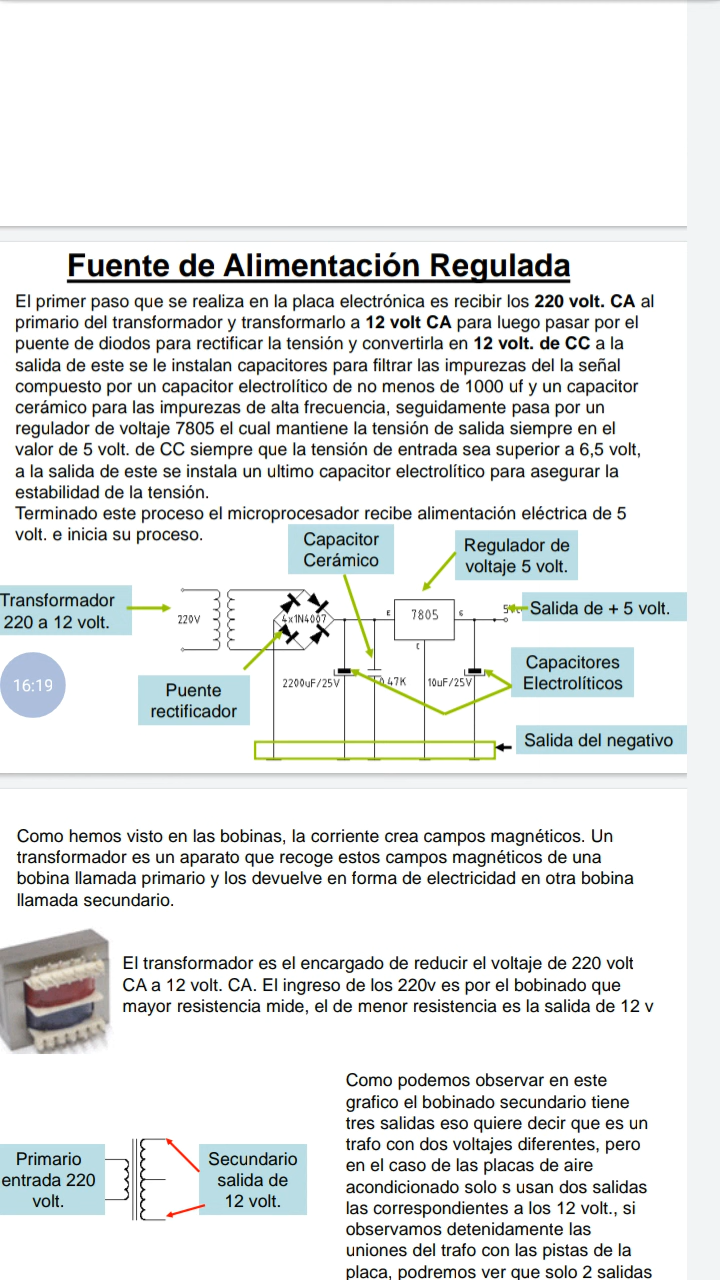 Fuente de Alimentación Regulada
El primer paso que se realiza en la placa electrónica es recibir los 220 volt. CA al
primario del transformador y transformarlo a 12 volt CA para luego pasar por el
puente de diodos para rectificar la tensión y convertirla en 12 volt. de CC a la
salida de este se le instalan capacitores para filtrar las impurezas del la señal
compuesto por un capacitor electrolítico de no menos de 1000 uf y un capacitor
cerámico para las impurezas de alta frecuencia, seguidamente pasa por un
regulador de voltaje 7805 el cual mantiene la tensión de salida siempre en el
valor de 5 volt. de CC siempre que la tensión de entrada sea superior a 6,5 volt,
a la salida de este se instala un ultimo capacitor electrolítico para asegurar la
estabilidad de la tensión.
Terminado este proceso el microprocesador recibe alimentación eléctrica de 5
volt. e inicia su proceso.
Capacitor
Cerámico
Regulador de
voltaje 5 volt.
Transformador
220 a 12 volt.
220V
4x1N4007
E
7805
G
C
Salida de + 5 volt.
16:19
Puente
rectificador
2200uF/25V
0.47K
10uF/25V
Capacitores
Electrolíticos
Salida del negativo
Como hemos visto en las bobinas, la corriente crea campos magnéticos. Un
transformador es un aparato que recoge estos campos magnéticos de una
bobina llamada primario y los devuelve en forma de electricidad en otra bobina
llamada secundario.
El transformador es el encargado de reducir el voltaje de 220 volt
CA a 12 volt. CA. El ingreso de los 220v es por el bobinado que
mayor resistencia mide, el de menor resistencia es la salida de 12 v
Primario
entrada 220
volt.
Secundario
salida de
12 volt.
Como podemos observar en este
grafico el bobinado secundario tiene
tres salidas eso quiere decir que es un
trafo con dos voltajes diferentes, pero
en el caso de las placas de aire
acondicionado solo s usan dos salidas
las correspondientes a los 12 volt., si
observamos detenidamente las
uniones del trafo con las pistas de la
placa, podremos ver que solo 2 salidas